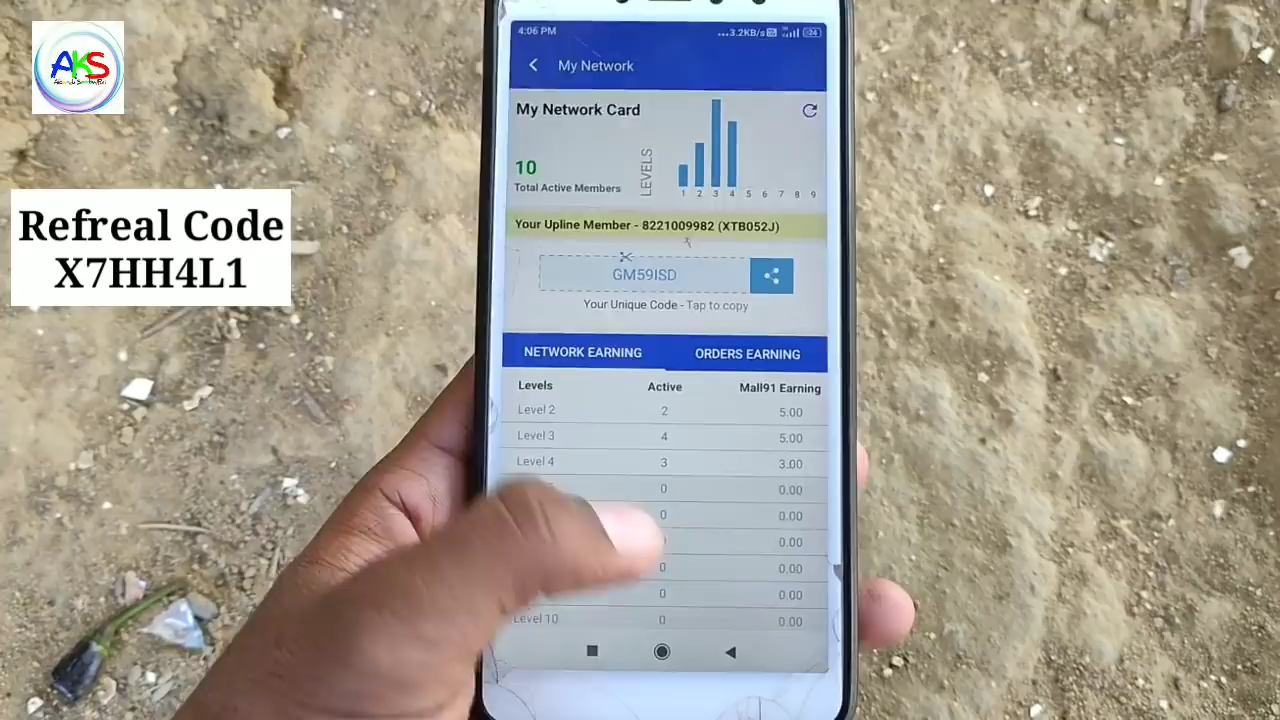 AKS
Refreal Code
X7HH4L1
4:06 PM
...3.2KB/s
24
My Network
My Network Card
10
Total Active Members
LEVELS
1 2 3 4 5 6 7 8 9
Your Upline Member - 8221009982 (XTB052J)
GM59ISD
Your Unique Code - Tap to copy
NETWORK EARNING ORDERS EARNING
Levels Active Mall91 Earning
Level 2 2 5.00
Level 3 4 5.00
Level 4 3 3.00
0 0.00
0 0.00
0.00
0 0.00
0 0.00
Level 10 0 0.00